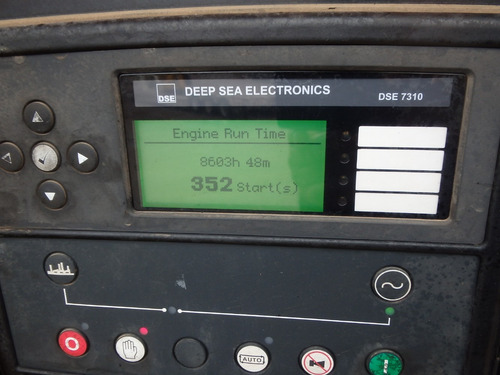 DSE DEEP SEA ELECTRONICS
DSE 7310
Engine Run Time
8603h 48m
352 Start(s)
AUTO